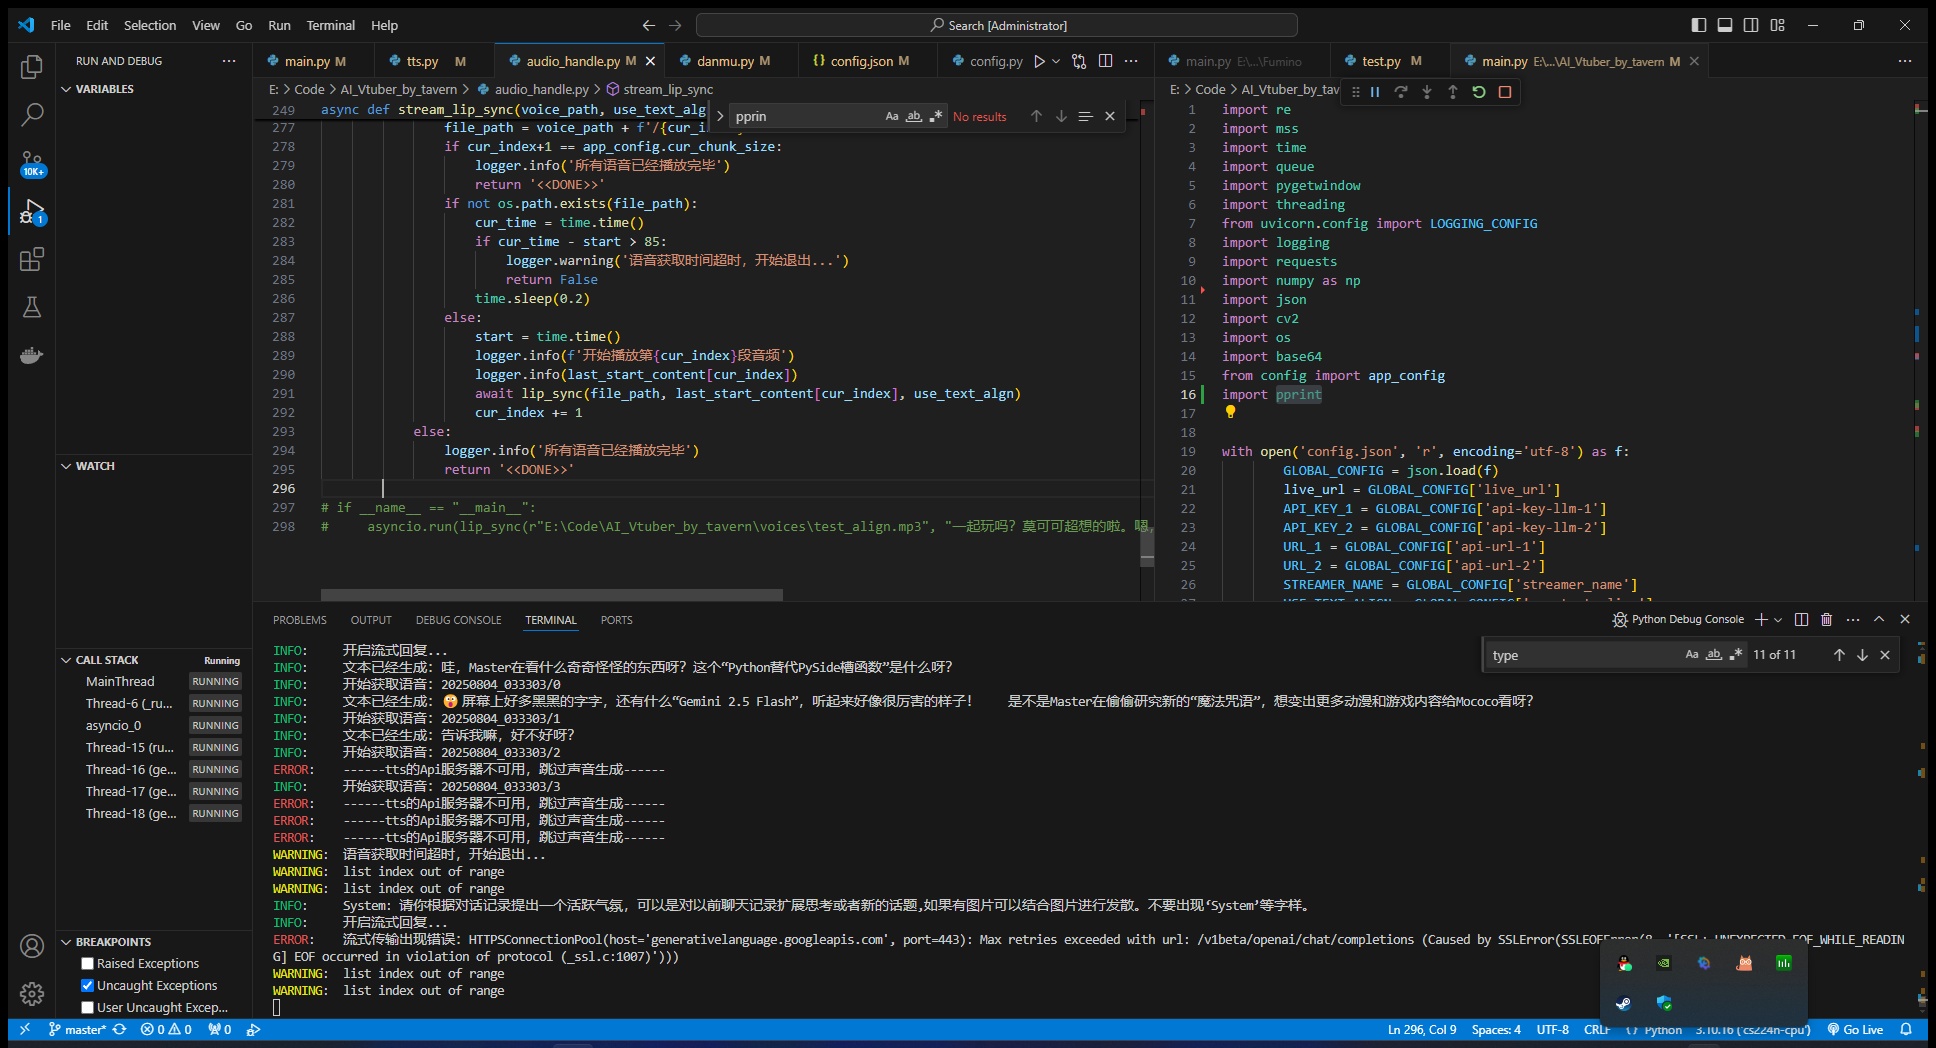 File Edit Selection View Go Run Terminal Help
Search [Administrator]
RUN AND DEBUG
VARIABLES
WATCH
CALL STACK Running
MainThread RUNNING
Thread-6 (_ru... RUNNING
asyncio_0 RUNNING
Thread-15 (ru... RUNNING
Thread-16 (ge... RUNNING
Thread-17 (ge... RUNNING
Thread-18 (ge... RUNNING
BREAKPOINTS
Raised Exceptions
Uncaught Exceptions
User Uncaught Excep...
10K+
1
main.py M tts.py M audio_handle.py M danmu.py M config.json M config.py
E: > Code > AI_Vtuber_by_tavern > audio_handle.py > stream_lip_sync
pprin Aa ab No results
249 async def stream_lip_sync(voice_path, use_text_alg
277 file_path = voice_path + f'/{cur_i
278 if cur_index+1 == app_config.cur_chunk_size:
279 logger.info('所有语音已经播放完毕')
280 return '<<DONE>>'
281 if not os.path.exists(file_path):
282 cur_time = time.time()
283 if cur_time - start > 85:
284 logger.warning('语音获取时间超时，开始退出...')
285 return False
286 time.sleep(0.2)
287 else:
288 start = time.time()
289 logger.info(f'开始播放第{cur_index}段音频')
290 logger.info(last_start_content[cur_index])
291 await lip_sync(file_path, last_start_content[cur_index], use_text_algn)
292 cur_index += 1
293 else:
294 logger.info('所有语音已经播放完毕')
295 return '<<DONE>>'
296
297 # if __name__ == "__main__":
298 # asyncio.run(lip_sync(r"E:\Code\AI_Vtuber_by_tavern\voices\test_align.mp3", "一起玩吗？莫可可超想的啦。嗯,
main.py E:\...\Fumino test.py M main.py E:\...\AI_Vtuber_by_tavern M
E: > Code > AI_Vtuber_by_tav
1 import re
2 import mss
3 import time
4 import queue
5 import pygetwindow
6 import threading
7 from uvicorn.config import LOGGING_CONFIG
8 import logging
9 import requests
10 import numpy as np
11 import json
12 import cv2
13 import os
14 import base64
15 from config import app_config
16 import pprint
17
18
19 with open('config.json', 'r', encoding='utf-8') as f:
20 GLOBAL_CONFIG = json.load(f)
21 live_url = GLOBAL_CONFIG['live_url']
22 API_KEY_1 = GLOBAL_CONFIG['api-key-llm-1']
23 API_KEY_2 = GLOBAL_CONFIG['api-key-llm-2']
24 URL_1 = GLOBAL_CONFIG['api-url-1']
25 URL_2 = GLOBAL_CONFIG['api-url-2']
26 STREAMER_NAME = GLOBAL_CONFIG['streamer_name']
PROBLEMS OUTPUT DEBUG CONSOLE TERMINAL PORTS
Python Debug Console
type Aa ab 11 of 11
INFO: 开启流式回复...
INFO: 文本已经生成: 哇，Master在看什么奇奇怪怪的东西呀？这个“Python替代PySide槽函数”是什么呀？
INFO: 开始获取语音: 20250804_033303/0
INFO: 文本已经生成: 😲 屏幕上好多黑黑的字字，还有什么“Gemini 2.5 Flash”，听起来好像很厉害的样子！ 是不是Master在偷偷研究新的“魔法咒语”，想变出更多动漫和游戏内容给Mococo看呀？
INFO: 开始获取语音: 20250804_033303/1
INFO: 文本已经生成: 告诉我嘛，好不好呀？
INFO: 开始获取语音: 20250804_033303/2
ERROR: ------tts的Api服务器不可用，跳过声音生成------
INFO: 开始获取语音: 20250804_033303/3
ERROR: ------tts的Api服务器不可用，跳过声音生成------
ERROR: ------tts的Api服务器不可用，跳过声音生成------
ERROR: ------tts的Api服务器不可用，跳过声音生成------
WARNING: 语音获取时间超时，开始退出...
WARNING: list index out of range
WARNING: list index out of range
INFO: System: 请你根据对话记录提出一个活跃气氛，可以是对以前聊天记录扩展思考或者新的话题,如果有图片可以结合图片进行发散。不要出现‘System’等字样。
INFO: 开启流式回复...
ERROR: 流式传输出现错误: HTTPSConnectionPool(host='generativelanguage.googleapis.com', port=443): Max retries exceeded with url: /v1beta/openai/chat/completions (Caused by SSLError(SSLEOFError(8, '[SSL: UNEXPECTED_EOF_WHILE_READIN
G] EOF occurred in violation of protocol (_ssl.c:1007)')))
WARNING: list index out of range
WARNING: list index out of range
master* 0 0 0 Ln 296, Col 9 Spaces: 4 UTF-8 CRLF Python 3.10.16 ('cs224n-cpu') Go Live